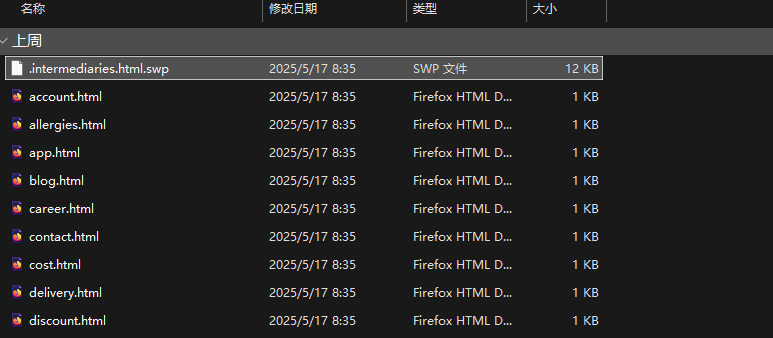 名称 修改日期 类型 大小
上周
.intermediaries.html.swp 2025/5/17 8:35 SWP 文件 12 KB
account.html 2025/5/17 8:35 Firefox HTML D... 1 KB
allergies.html 2025/5/17 8:35 Firefox HTML D... 1 KB
app.html 2025/5/17 8:35 Firefox HTML D... 1 KB
blog.html 2025/5/17 8:35 Firefox HTML D... 1 KB
career.html 2025/5/17 8:35 Firefox HTML D... 1 KB
contact.html 2025/5/17 8:35 Firefox HTML D... 1 KB
cost.html 2025/5/17 8:35 Firefox HTML D... 1 KB
delivery.html 2025/5/17 8:35 Firefox HTML D... 1 KB
discount.html 2025/5/17 8:35 Firefox HTML D... 1 KB